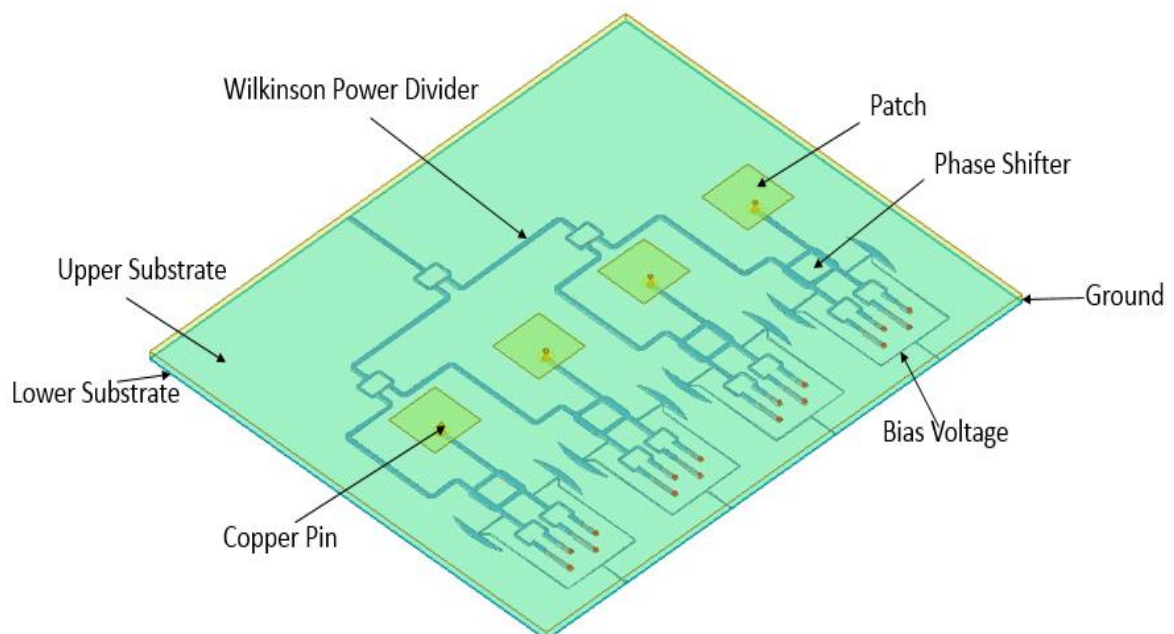 Wilkinson Power Divider
Patch
Phase Shifter
Upper Substrate
Ground
Lower Substrate
Bias Voltage
Copper Pin